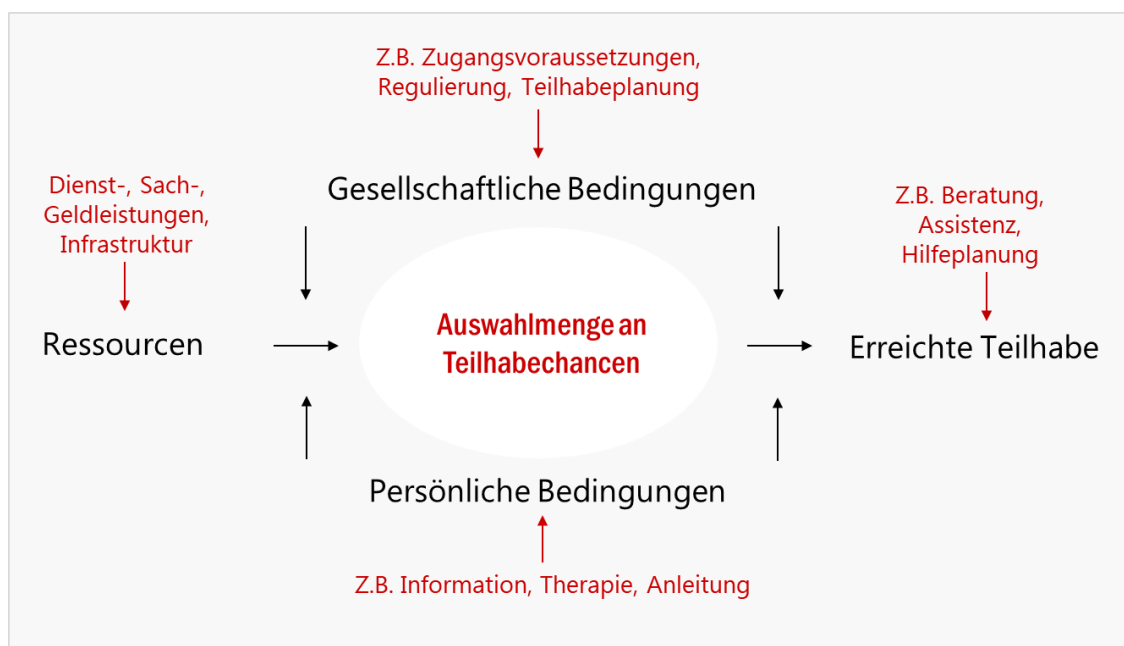 Z.B. Zugangsvoraussetzungen,
Regulierung, Teilhabeplanung
Gesellschaftliche Bedingungen
Dienst-, Sach-,
Geldleistungen,
Infrastruktur
Ressourcen
Auswahlmenge an
Teilhabechancen
Z.B. Beratung,
Assistenz,
Hilfeplanung
Erreichte Teilhabe
Persönliche Bedingungen
Z.B. Information, Therapie, Anleitung